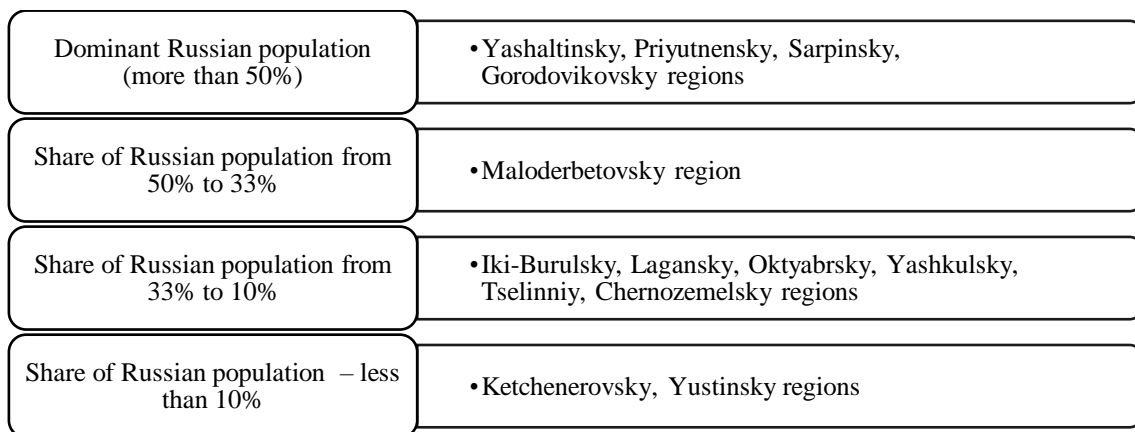 Dominant Russian population
(more than 50%)
•Yashaltinsky, Priyutnensky, Sarpinsky,
Gorodovikovsky regions
Share of Russian population from
50% to 33%
•Maloderbetovsky region
Share of Russian population from
33% to 10%
•Iki-Burulsky, Lagansky, Oktyabrsky, Yashkulsky,
Tselinniy, Chernozemelsky regions
Share of Russian population – less
than 10%
•Ketchenerovsky, Yustinsky regions